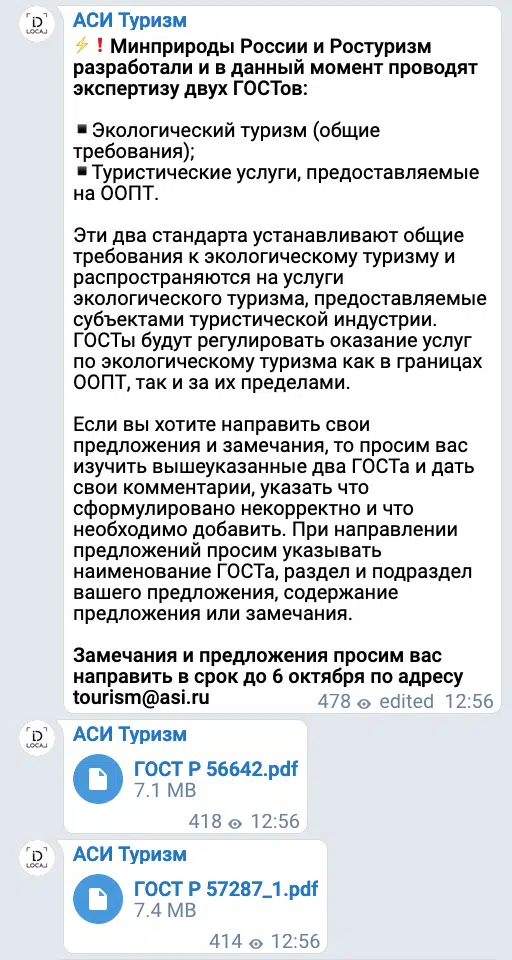 АСИ Туризм
⚡❗ Минприроды России и Ростуризм
разработали и в данный момент проводят
экспертизу двух ГОСТов:
▪Экологический туризм (общие
требования);
▪Туристические услуги, предоставляемые
на ООПТ.
Эти два стандарта устанавливают общие
требования к экологическому туризму и
распространяются на услуги
экологического туризма, предоставляемые
субъектами туристической индустрии.
ГОСТы будут регулировать оказание услуг
по экологическому туризма как в границах
ООПТ, так и за их пределами.
Если вы хотите направить свои
предложения и замечания, то просим вас
изучить вышеуказанные два ГОСТа и дать
свои комментарии, указать что
сформулировано некорректно и что
необходимо добавить. При направлении
предложений просим указывать
наименование ГОСТа, раздел и подраздел
вашего предложения, содержание
предложения или замечания.
Замечания и предложения просим вас
направить в срок до 6 октября по адресу
tourism@asi.ru
478 edited 12:56
АСИ Туризм
ГОСТ Р 56642.pdf
7.1 MB
418 12:56
АСИ Туризм
ГОСТ Р 57287_1.pdf
7.4 MB
414 12:56